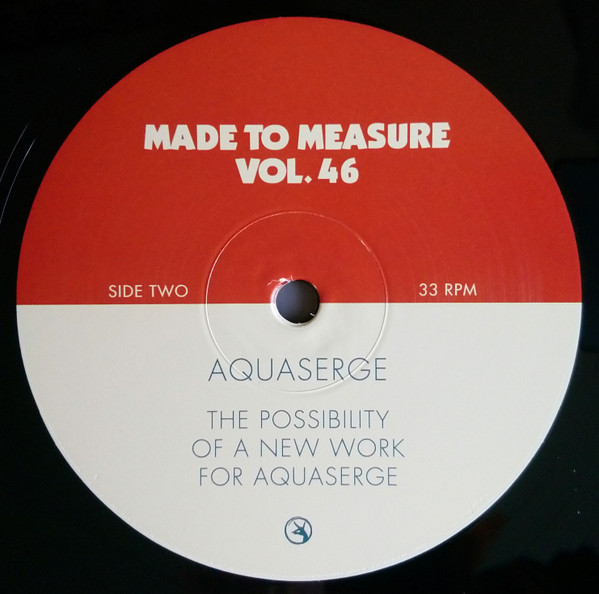 MADE TO MEASURE
VOL. 46
SIDE TWO
33 RPM
AQUASERGE
THE POSSIBILITY
OF A NEW WORK
FOR AQUASERGE